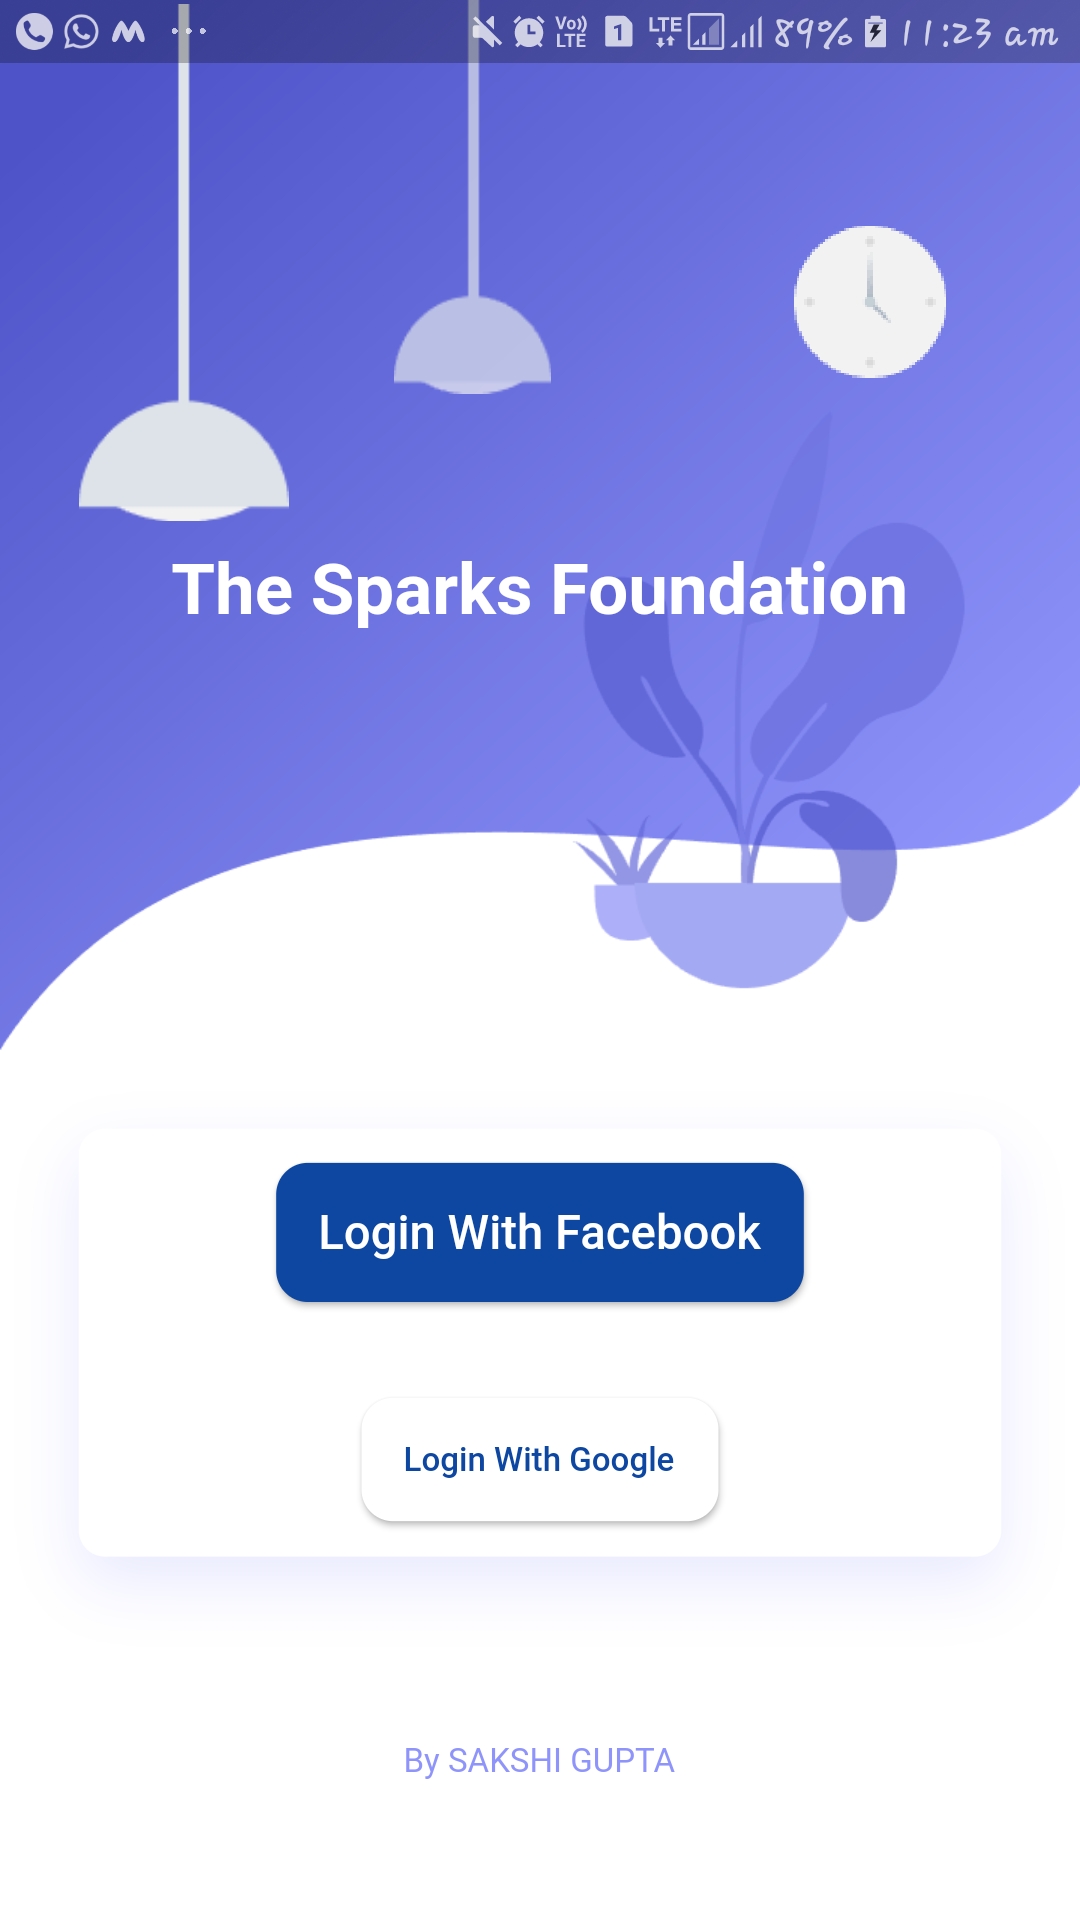 Vo)) LTE 1 LTE 89% 11:23 am
The Sparks Foundation
Login With Facebook
Login With Google
By SAKSHI GUPTA